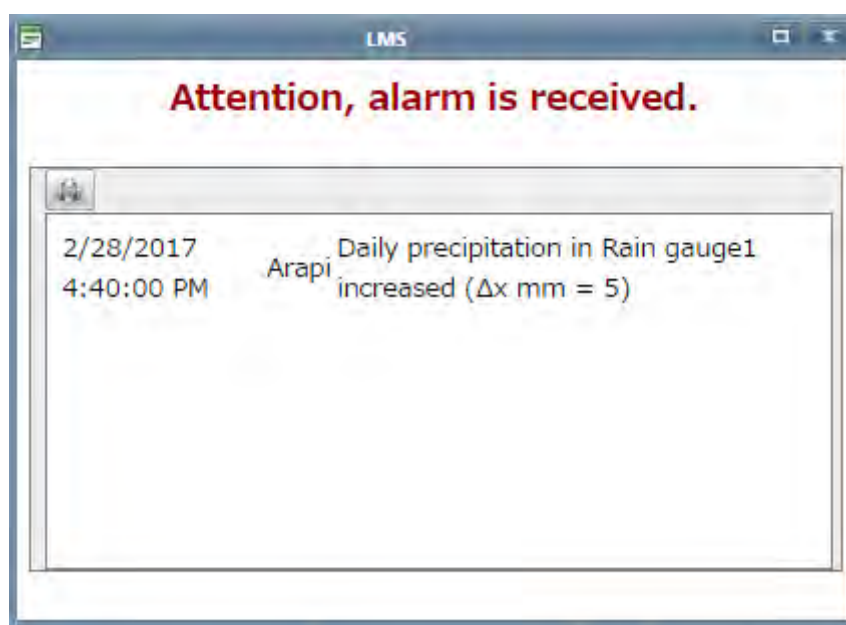 LMS
Attention, alarm is received.
2/28/2017
4:40:00 PM
Arapi
Daily precipitation in Rain gauge1
increased (Δx mm = 5)